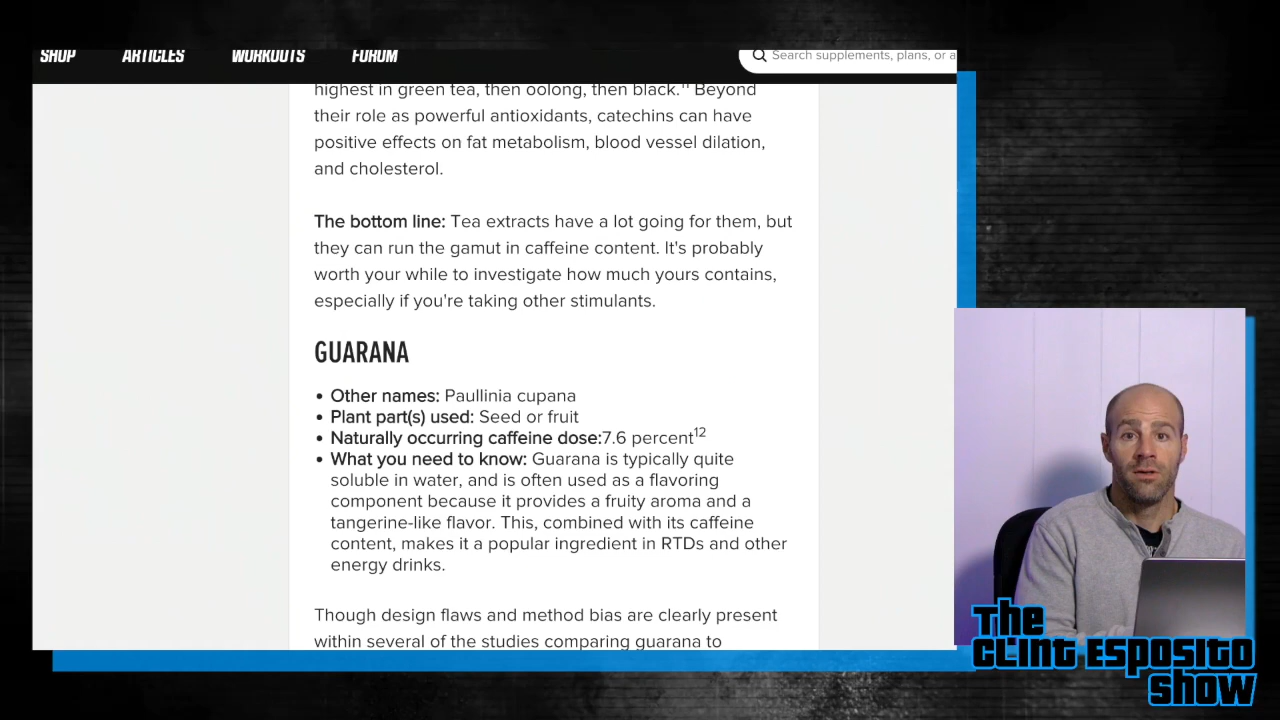 SHOP ARTICLES WORKOUTS FORUM Search supplements, plans, or a
highest in green tea, then oolong, then black.¹¹ Beyond
their role as powerful antioxidants, catechins can have
positive effects on fat metabolism, blood vessel dilation,
and cholesterol.
The bottom line: Tea extracts have a lot going for them, but
they can run the gamut in caffeine content. It's probably
worth your while to investigate how much yours contains,
especially if you're taking other stimulants.
GUARANA
• Other names: Paullinia cupana
• Plant part(s) used: Seed or fruit
• Naturally occurring caffeine dose:7.6 percent¹²
• What you need to know: Guarana is typically quite
soluble in water, and is often used as a flavoring
component because it provides a fruity aroma and a
tangerine-like flavor. This, combined with its caffeine
content, makes it a popular ingredient in RTDs and other
energy drinks.
Though design flaws and method bias are clearly present
within several of the studies comparing guarana to
The
Clint Esposito
Show